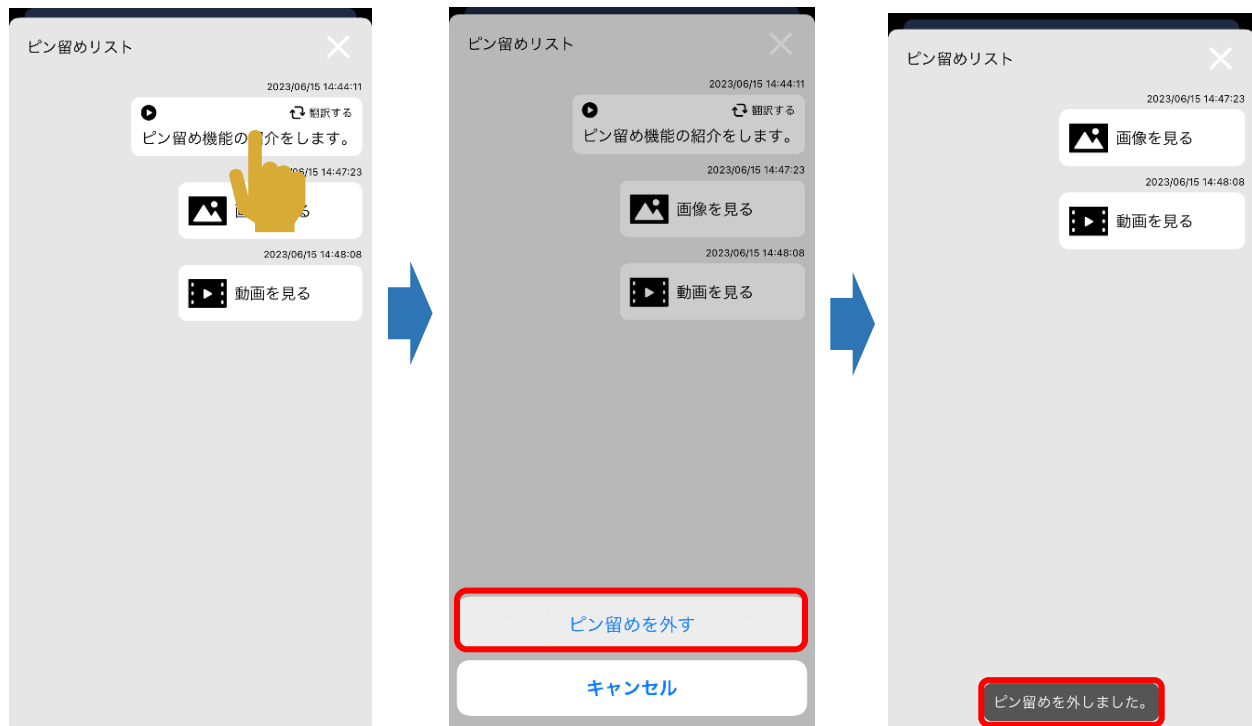 ピン留めリスト
2023/06/15 14:44:11
翻訳する
ピン留め機能の介をします。
/15 14:47:23
2023/06/15 14:48:08
動画を見る
ピン留めリスト
2023/06/15 14:44:11
翻訳する
ピン留め機能の紹介をします。
2023/06/15 14:47:23
画像を見る
2023/06/15 14:48:08
動画を見る
ピン留めを外す
キャンセル
ピン留めリスト
2023/06/15 14:47:23
画像を見る
2023/06/15 14:48:08
動画を見る
ピン留めを外しました。